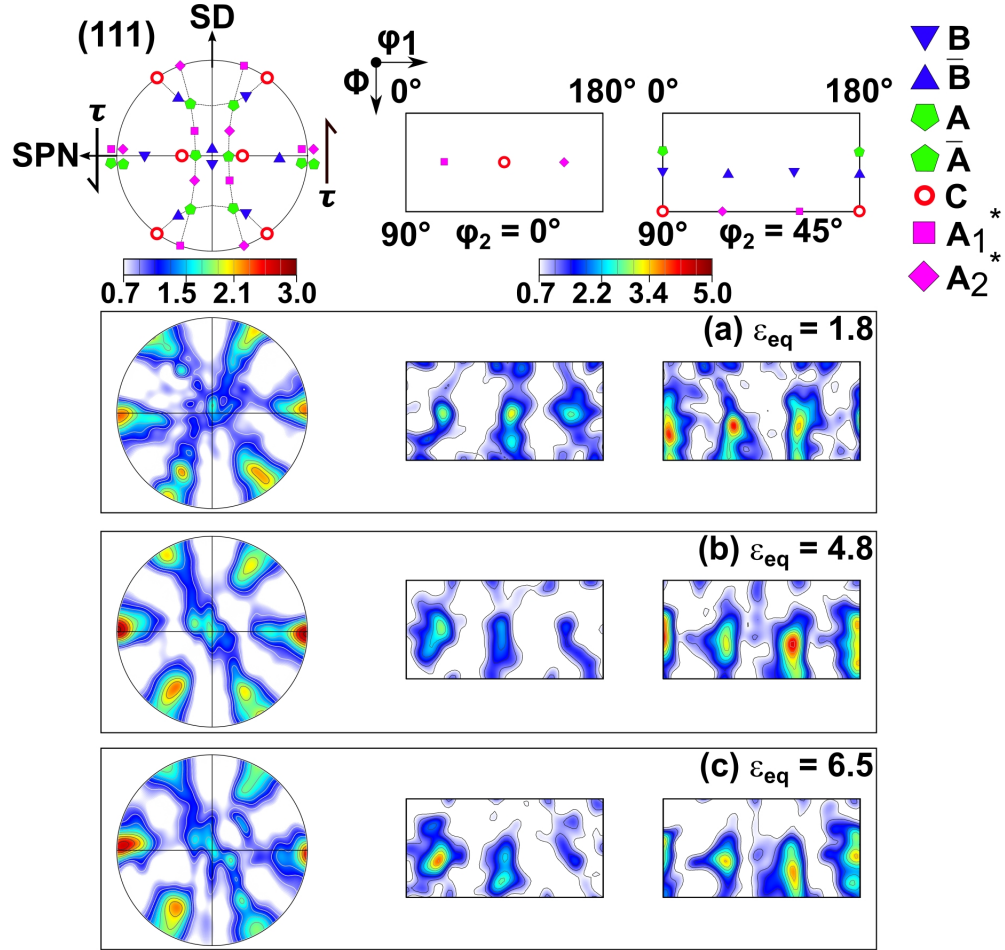 (111)
SD
τ
SPN
τ
φ1
Φ
0°
180°
90°
φ2 = 0°
0°
180°
90°
φ2 = 45°
B
B̅
A
A̅
C
A1*
A2*
0.7 1.5 2.1 3.0
0.7 2.2 3.4 5.0
(a) εeq = 1.8
(b) εeq = 4.8
(c) εeq = 6.5